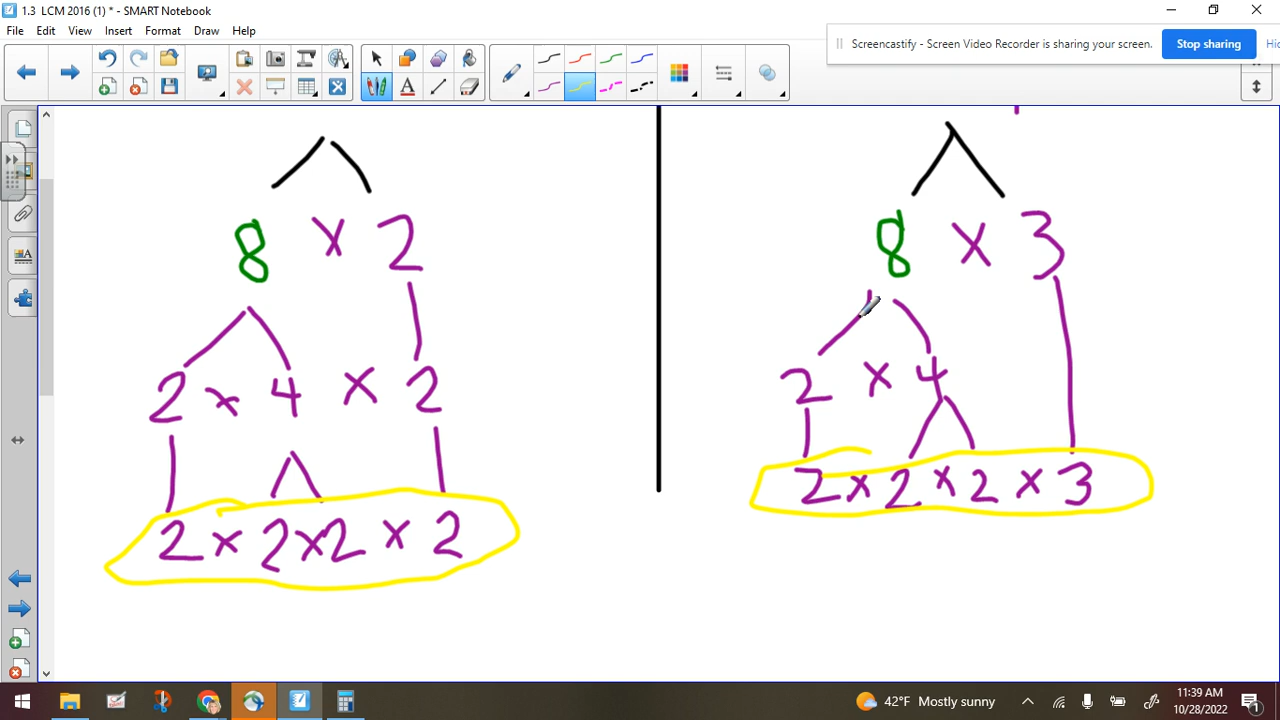 1.3 LCM 2016 (1) * - SMART Notebook
File Edit View Insert Format Draw Help
Screencastify - Screen Video Recorder is sharing your screen.
Stop sharing
8 x 2
8 x 3
2 x 4 x 2
2 x 4
2 x 2 x 2 x 2
2 x 2 x 2 x 3
42°F Mostly sunny
11:39 AM
10/28/2022
1